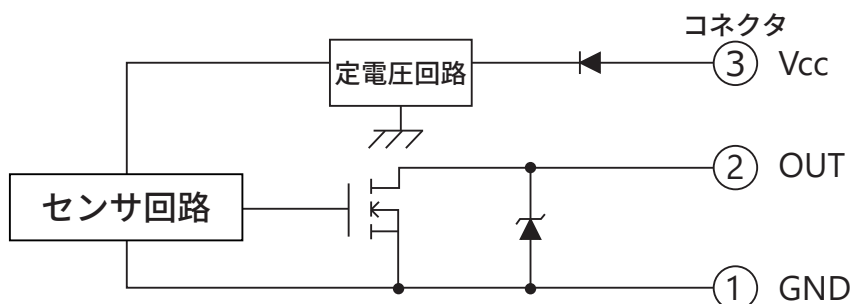 コネクタ
定電圧回路
③ Vcc
② OUT
センサ回路
① GND